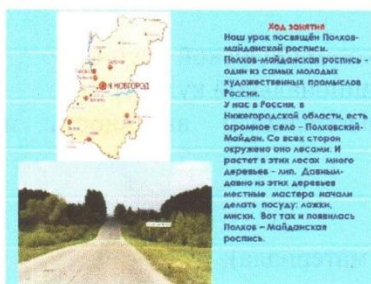 Ход занятия
Наш урок посвящён Полхов-
майданской росписи.
Полхов-майданская роспись -
один из самых молодых
художественных промыслов
России.
У нас в России, в
Нижегородской области, есть
огромное село – Полховский-
Майдан. Со всех сторон
окружено оно лесами. И
растет в этих лесах много
деревьев – лип. Давным-
давно из этих деревьев
местные мастера начали
делать посуду: ложки,
миски. Вот так и появилась
Полхов – Майданская
роспись.
Н.НОВГОРОД